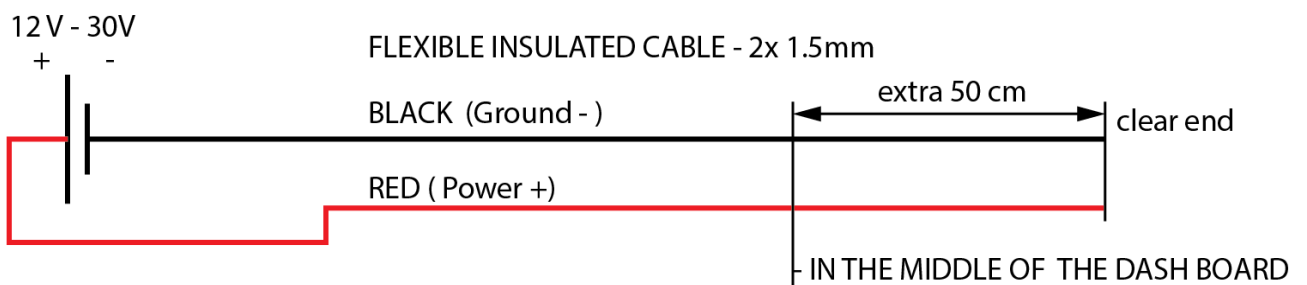 12 V - 30V
+ -
FLEXIBLE INSULATED CABLE - 2x 1.5mm
extra 50 cm
BLACK (Ground - )
clear end
RED ( Power +)
- IN THE MIDDLE OF THE DASH BOARD